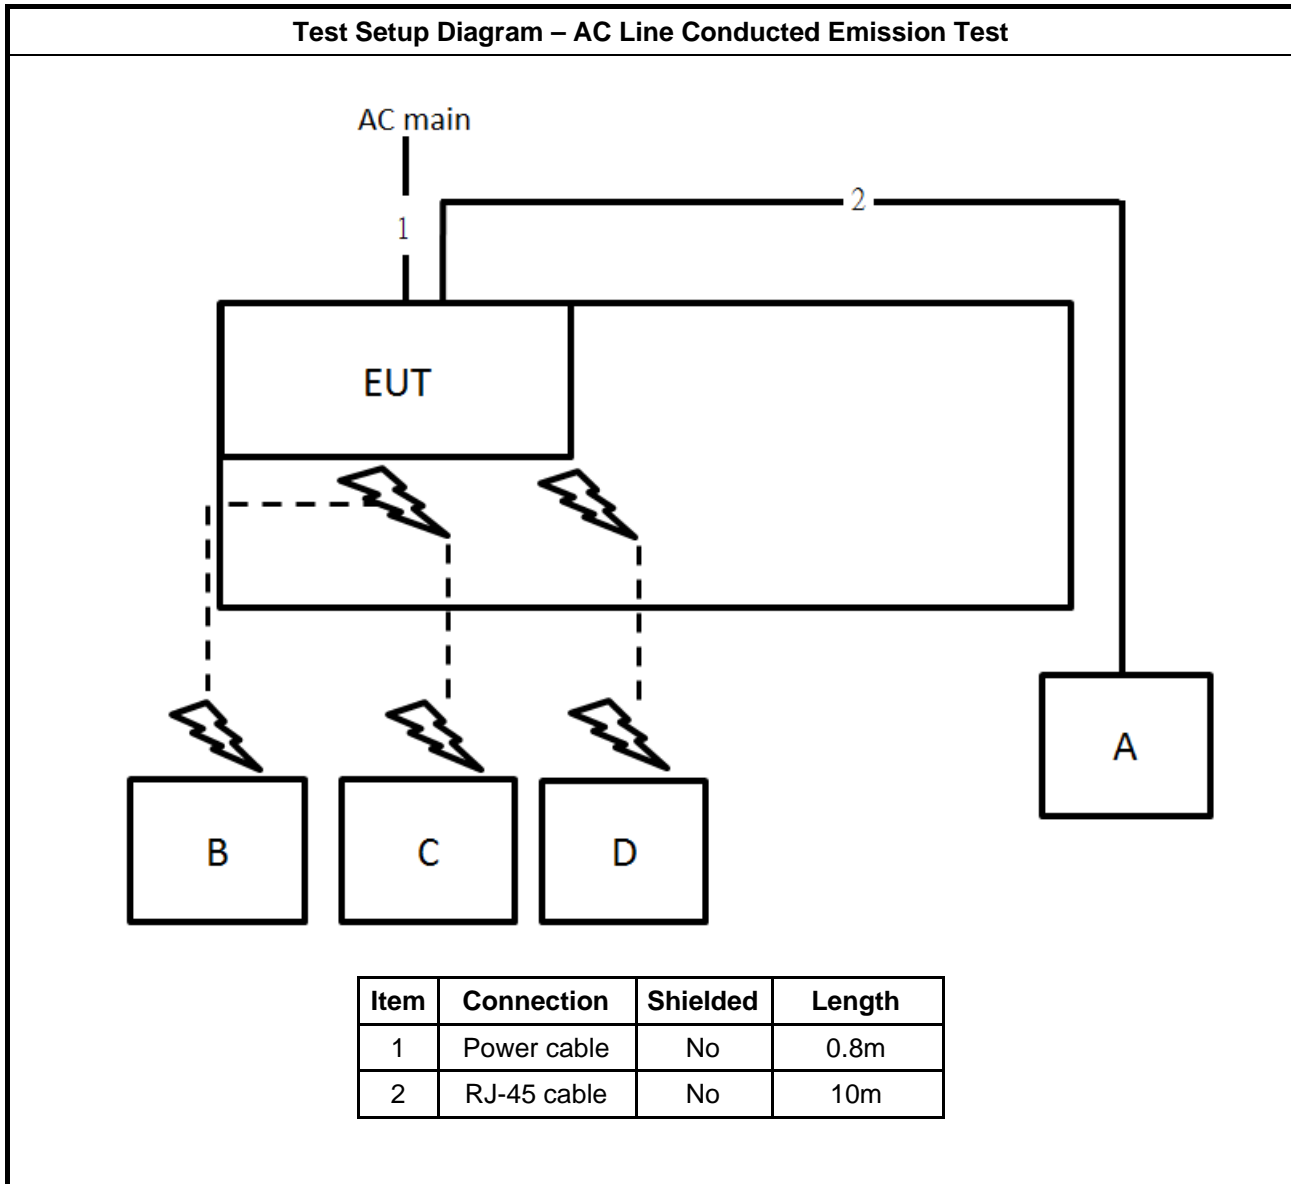 Test Setup Diagram – AC Line Conducted Emission Test
AC main
1
2
EUT
A
B C D
Item Connection Shielded Length
1 Power cable No 0.8m
2 RJ-45 cable No 10m